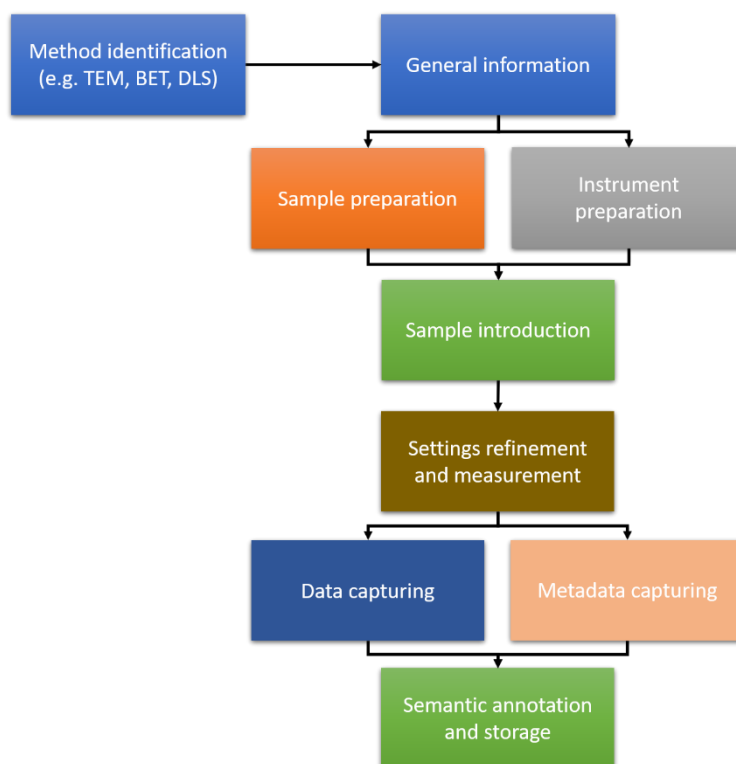 Method identification
(e.g. TEM, BET, DLS)
General information
Sample preparation
Instrument
preparation
Sample introduction
Settings refinement
and measurement
Data capturing
Metadata capturing
Semantic annotation
and storage